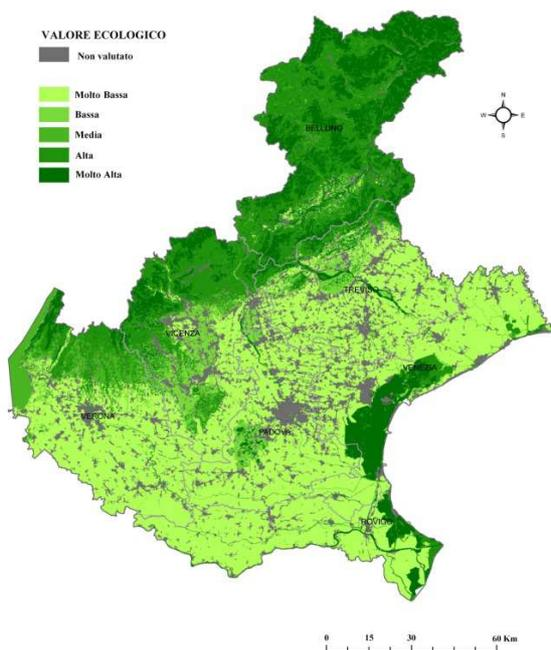 VALORE ECOLOGICO
Non valutato
Molto Bassa
Bassa
Media
Alta
Molto Alta
N
W E
S
BELLUNO
TREVISO
VICENZA
VENEZIA
VERONA
PADOVA
ROVIGO
0 15 30 60 Km